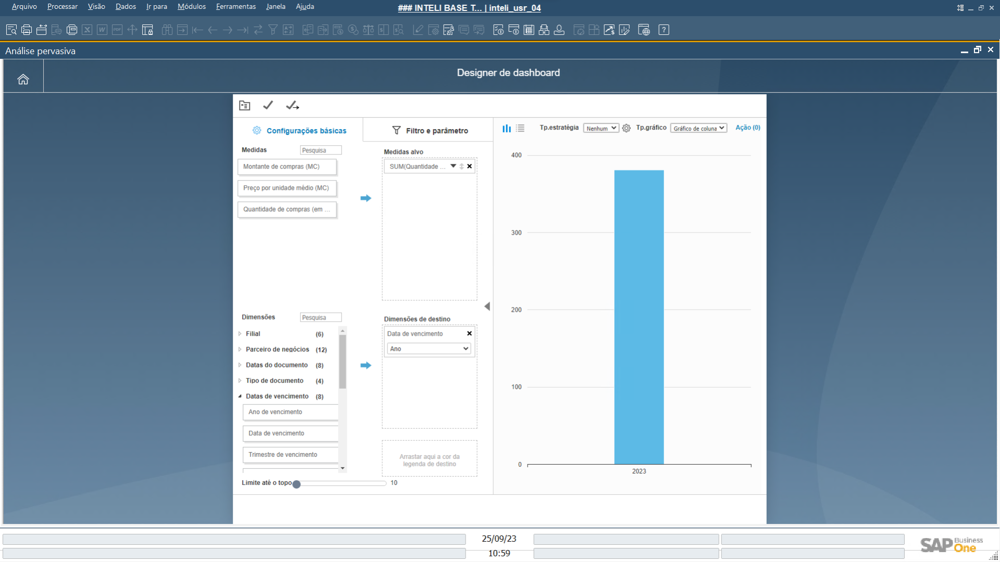 Arquivo Processar Visão Dados Ir para Módulos Ferramentas Janela Ajuda
### INTELI BASE T... | inteli_usr_04
Análise pervasiva
Designer de dashboard
Configurações básicas
Filtro e parâmetro
Tp.estratégia Nenhum Tp.gráfico Gráfico de coluna Ação (0)
Medidas Pesquisa
Medidas alvo
Montante de compras (MC)
SUM(Quantidade ...
Preço por unidade médio (MC)
Quantidade de compras (em ...
400
300
200
100
0
2023
Dimensões Pesquisa
Dimensões de destino
Filial (6)
Data de vencimento
Parceiro de negócios (12)
Ano
Datas do documento (8)
Tipo de documento (4)
Datas de vencimento (8)
Ano de vencimento
Data de vencimento
Trimestre de vencimento
Arrastar aqui a cor da
legenda de destino
Limite até o topo 10
25/09/23
10:59
SAP Business
One